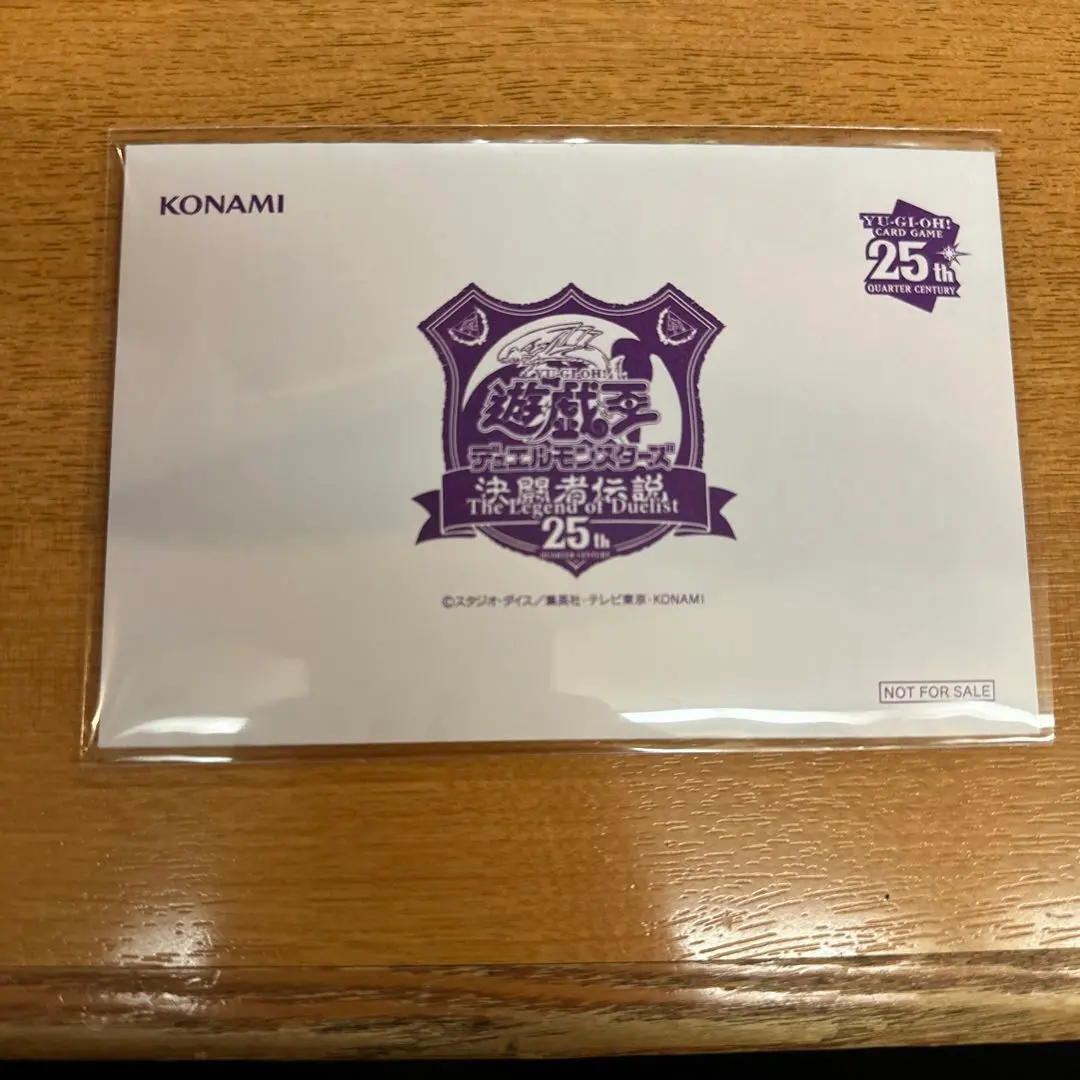 KONAMI
YU-GI-OH!
CARD GAME
25th
QUARTER CENTURY
YU-GI-OH!
遊戯王
デュエルモンスターズ
決闘者伝説
The Legend of Duelist
25th
QUARTER CENTURY
©スタジオ・ダイス/集英社・テレビ東京・KONAMI
NOT FOR SALE